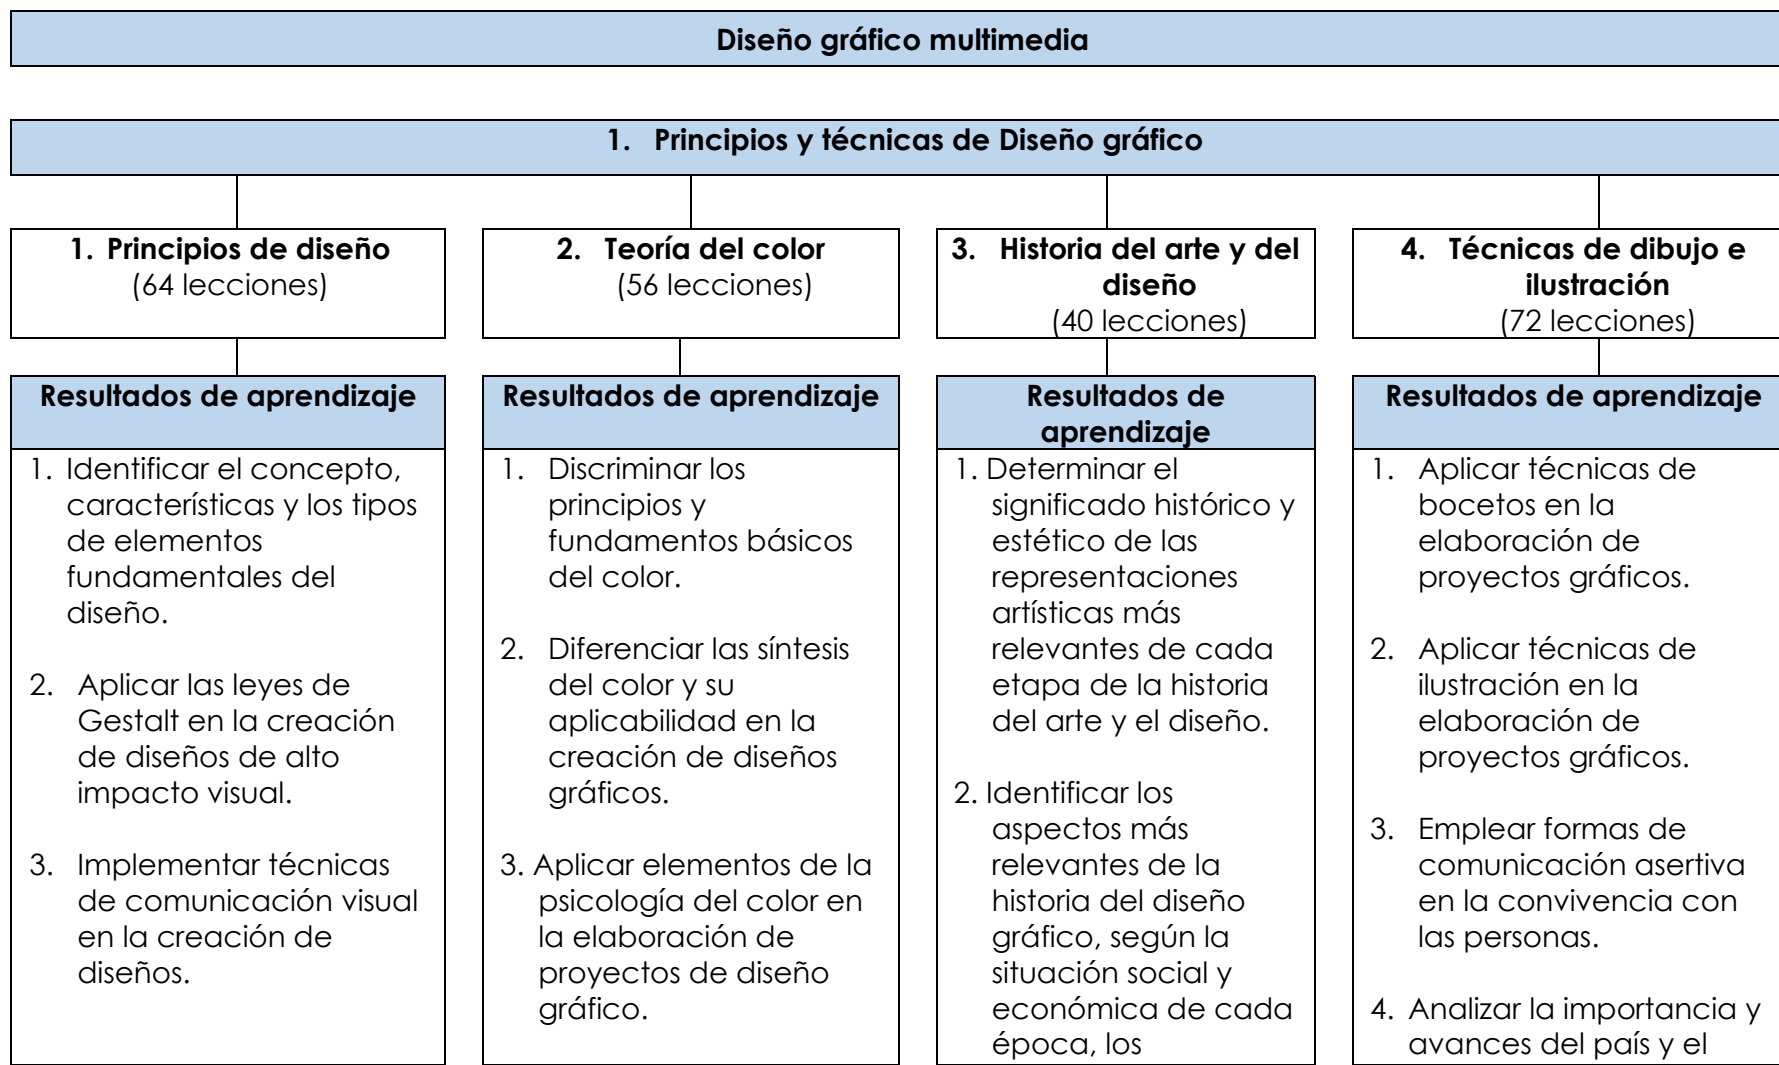 Diseño gráfico multimedia
1. Principios y técnicas de Diseño gráfico
1. Principios de diseño
(64 lecciones)
2. Teoría del color
(56 lecciones)
3. Historia del arte y del
diseño
(40 lecciones)
4. Técnicas de dibujo e
ilustración
(72 lecciones)
Resultados de aprendizaje
1. Identificar el concepto,
características y los tipos
de elementos
fundamentales del
diseño.
2. Aplicar las leyes de
Gestalt en la creación
de diseños de alto
impacto visual.
3. Implementar técnicas
de comunicación visual
en la creación de
diseños.
Resultados de aprendizaje
1. Discriminar los
principios y
fundamentos básicos
del color.
2. Diferenciar las síntesis
del color y su
aplicabilidad en la
creación de diseños
gráficos.
3. Aplicar elementos de la
psicología del color en
la elaboración de
proyectos de diseño
gráfico.
Resultados de
aprendizaje
1. Determinar el
significado histórico y
estético de las
representaciones
artísticas más
relevantes de cada
etapa de la historia
del arte y el diseño.
2. Identificar los
aspectos más
relevantes de la
historia del diseño
gráfico, según la
situación social y
económica de cada
época, los
Resultados de aprendizaje
1. Aplicar técnicas de
bocetos en la
elaboración de
proyectos gráficos.
2. Aplicar técnicas de
ilustración en la
elaboración de
proyectos gráficos.
3. Emplear formas de
comunicación asertiva
en la convivencia con
las personas.
4. Analizar la importancia y
avances del país y el